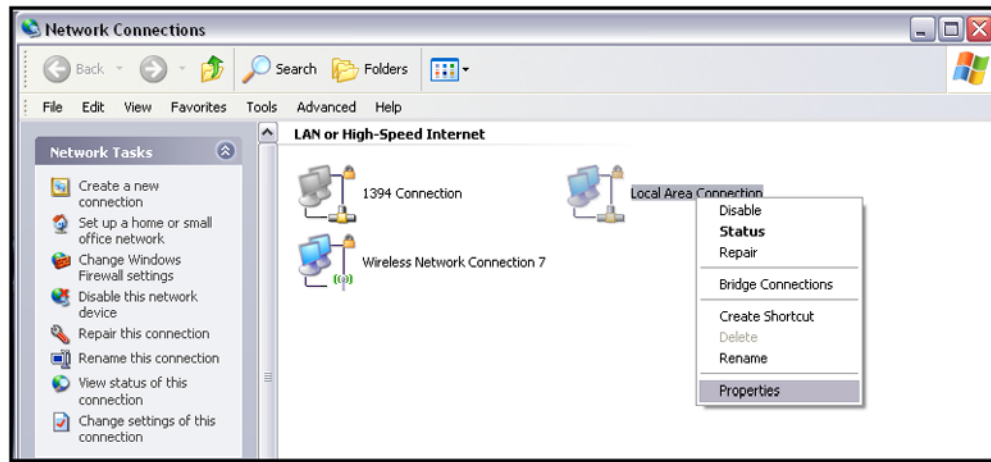 Network Connections
Back
Search
Folders
File Edit View Favorites Tools Advanced Help
Network Tasks
Create a new
connection
Set up a home or small
office network
Change Windows
Firewall settings
Disable this network
device
Repair this connection
Rename this connection
View status of this
connection
Change settings of this
connection
LAN or High-Speed Internet
1394 Connection
Local Area Connection
Wireless Network Connection 7
Disable
Status
Repair
Bridge Connections
Create Shortcut
Delete
Rename
Properties